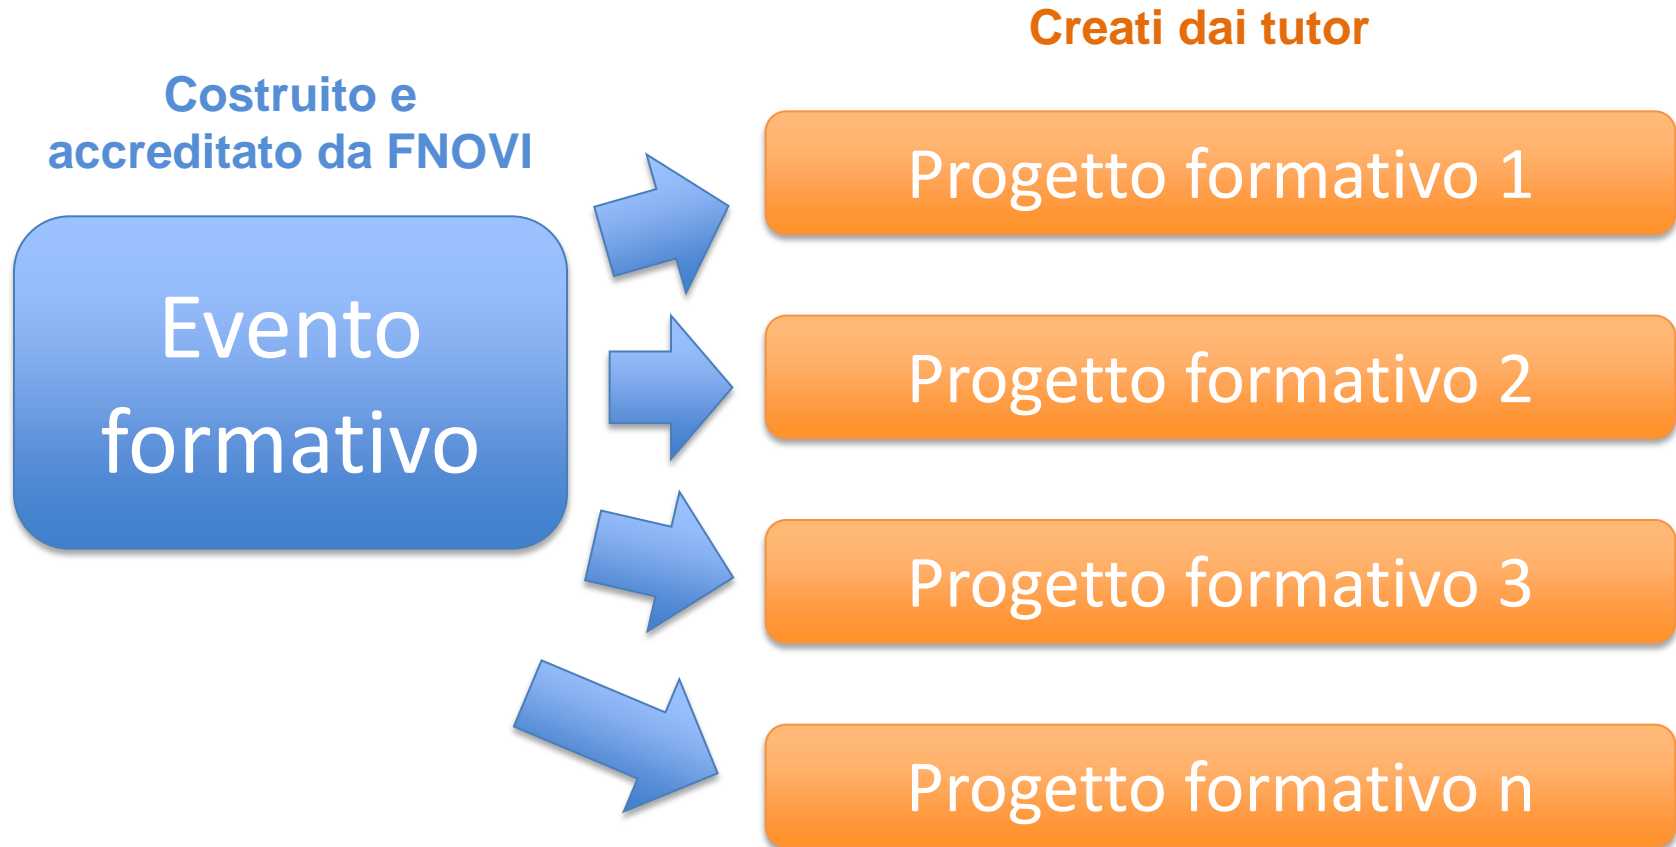 Creati dai tutor
Costruito e
accreditato da FNOVI
Evento
formativo
Progetto formativo 1
Progetto formativo 2
Progetto formativo 3
Progetto formativo n